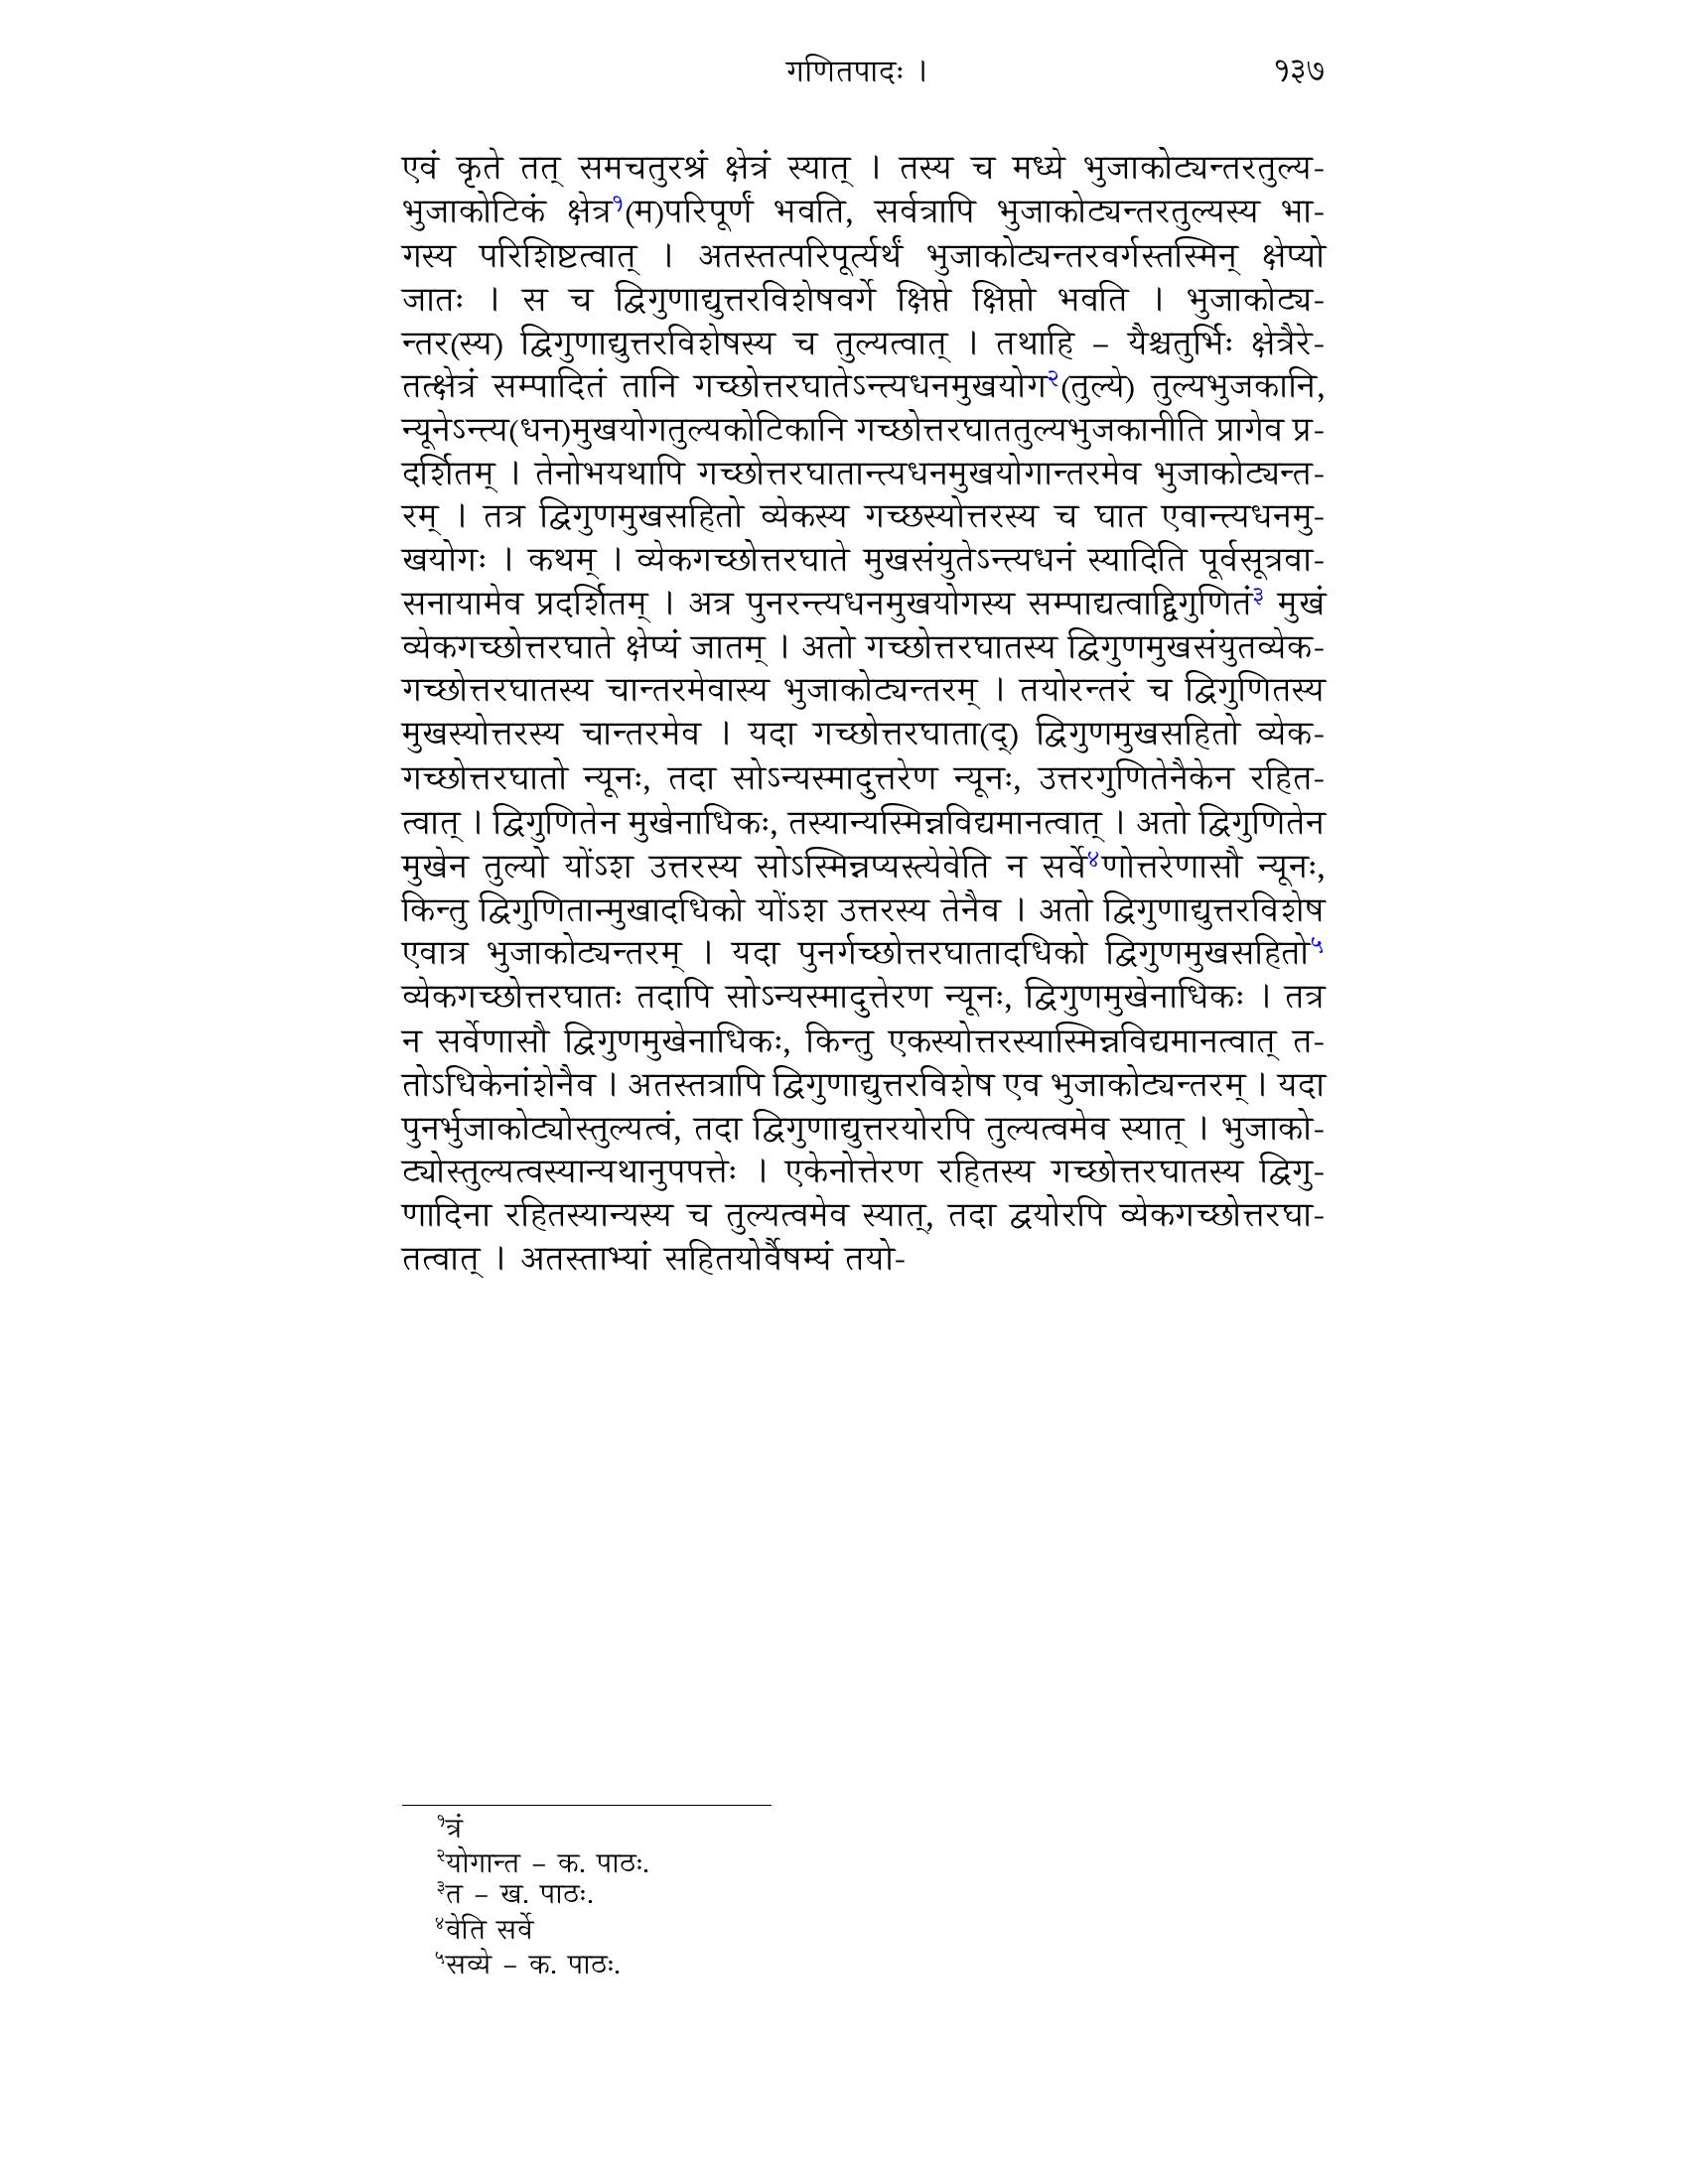 गणितपादः । १३७
एवं कृते तत् समचतुरश्रं क्षेत्रं स्यात् । तस्य च मध्ये भुजाकोट्यन्तरतुल्य-
भुजाकोटिकं क्षेत्र१(म)परिपूर्णं भवति, सर्वत्रापि भुजाकोट्यन्तरतुल्यस्य भा-
गस्य परिशिष्टत्वात् । अतस्तत्परिपूर्त्यर्थं भुजाकोट्यन्तरवर्गस्तस्मिन् क्षेप्यो
जातः । स च द्विगुणाद्युत्तरविशेषवर्गे क्षिप्ते क्षिप्तो भवति । भुजाकोट्य-
न्तर(स्य) द्विगुणाद्युत्तरविशेषस्य च तुल्यत्वात् । तथाहि – यैश्चतुर्भिः क्षेत्रैरे-
तत्क्षेत्रं सम्पादितं तानि गच्छोत्तरघातेऽन्त्यधनमुखयोग२(तुल्ये) तुल्यभुजकानि,
न्यूनेऽन्त्य(धन)मुखयोगतुल्यकोटिकानि गच्छोत्तरघाततुल्यभुजकानीति प्रागेव प्र-
दर्शितम् । तेनोभयथापि गच्छोत्तरघातान्त्यधनमुखयोगान्तरमेव भुजाकोट्यन्त-
रम् । तत्र द्विगुणमुखसहितो व्येकस्य गच्छस्योत्तरस्य च घात एवान्त्यधनमु-
खयोगः । कथम् । व्येकगच्छोत्तरघाते मुखसंयुतेऽन्त्यधनं स्यादिति पूर्वसूत्रवा-
सनायामेव प्रदर्शितम् । अत्र पुनरन्त्यधनमुखयोगस्य सम्पाद्यत्वाद्द्विगुणितं३ मुखं
व्येकगच्छोत्तरघाते क्षेप्यं जातम् । अतो गच्छोत्तरघातस्य द्विगुणमुखसंयुतव्येक-
गच्छोत्तरघातस्य चान्तरमेवास्य भुजाकोट्यन्तरम् । तयोरन्तरं च द्विगुणितस्य
मुखस्योत्तरस्य चान्तरमेव । यदा गच्छोत्तरघाता(द्) द्विगुणमुखसहितो व्येक-
गच्छोत्तरघातो न्यूनः, तदा सोऽन्यस्मादुत्तरेण न्यूनः, उत्तरगुणितेनैकेन रहित-
त्वात् । द्विगुणितेन मुखेनाधिकः, तस्यान्यस्मिन्नविद्यमानत्वात् । अतो द्विगुणितेन
मुखेन तुल्यो योंऽश उत्तरस्य सोऽस्मिन्नप्यस्त्येवेति न सर्वे४णोत्तरेणासौ न्यूनः,
किन्तु द्विगुणितान्मुखादधिको योंऽश उत्तरस्य तेनैव । अतो द्विगुणाद्युत्तरविशेष
एवात्र भुजाकोट्यन्तरम् । यदा पुनर्गच्छोत्तरघातादधिको द्विगुणमुखसहितो५
व्येकगच्छोत्तरघातः तदापि सोऽन्यस्मादुत्तेरण न्यूनः, द्विगुणमुखेनाधिकः । तत्र
न सर्वेणासौ द्विगुणमुखेनाधिकः, किन्तु एकस्योत्तरस्यास्मिन्नविद्यमानत्वात् त-
तोऽधिकेनांशेनैव । अतस्तत्रापि द्विगुणाद्युत्तरविशेष एव भुजाकोट्यन्तरम् । यदा
पुनर्भुजाकोट्योस्तुल्यत्वं, तदा द्विगुणाद्युत्तरयोरपि तुल्यत्वमेव स्यात् । भुजाको-
ट्योस्तुल्यत्वस्यान्यथानुपपत्तेः । एकेनोत्तेरण रहितस्य गच्छोत्तरघातस्य द्विगु-
णादिना रहितस्यान्यस्य च तुल्यत्वमेव स्यात्, तदा द्वयोरपि व्येकगच्छोत्तरघा-
तत्वात् । अतस्ताभ्यां सहितयोर्वैषम्यं तयो-
१त्रं
२योगान्त – क. पाठः.
३त – ख. पाठः.
४वेति सर्वे
५सव्ये – क. पाठः.